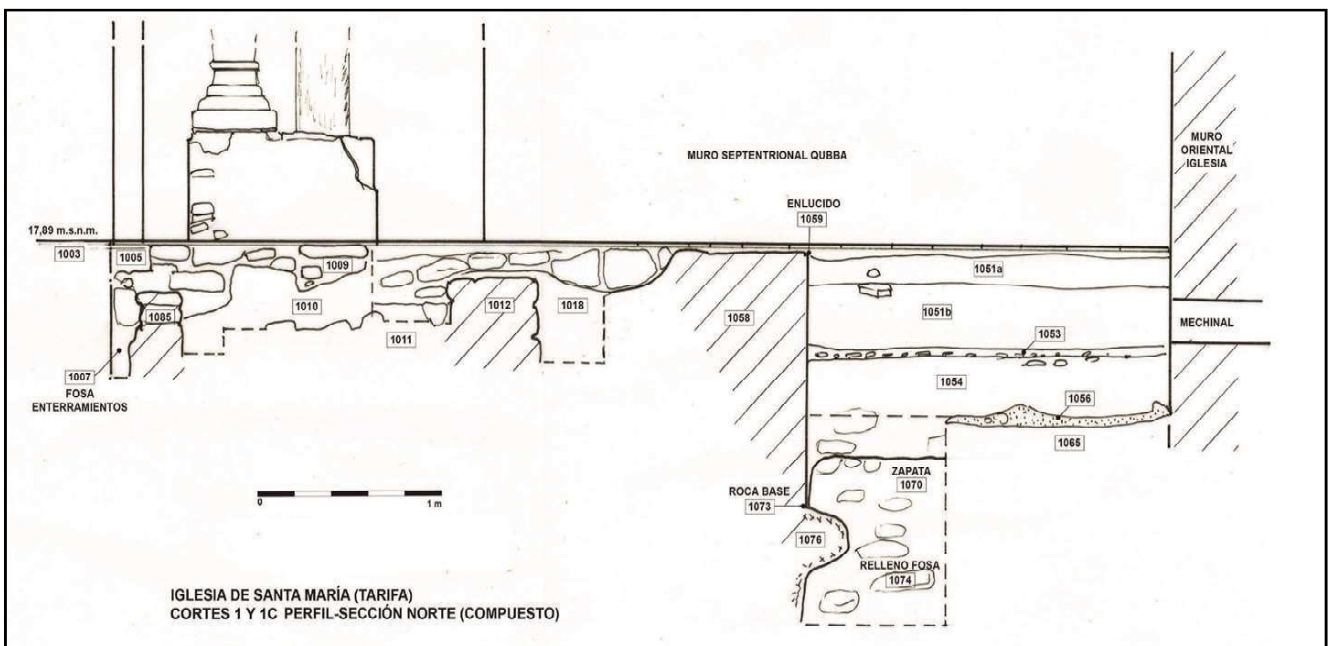 MURO
ORIENTAL
IGLESIA
MURO SEPTENTRIONAL QUBBA
ENLUCIDO
1059
17,89 m.s.n.m.
1003
1005
1009
1051a
1010
1085
1012
1018
1058
1051b
MECHINAL
1011
1053
1007
FOSA
ENTERRAMIENTOS
1054
1056
1065
ZAPATA
1070
ROCA BASE
1073
0
1 m
1076
RELLENO FOSA
1074
IGLESIA DE SANTA MARÍA (TARIFA)
CORTES 1 Y 1C PERFIL-SECCIÓN NORTE (COMPUESTO)